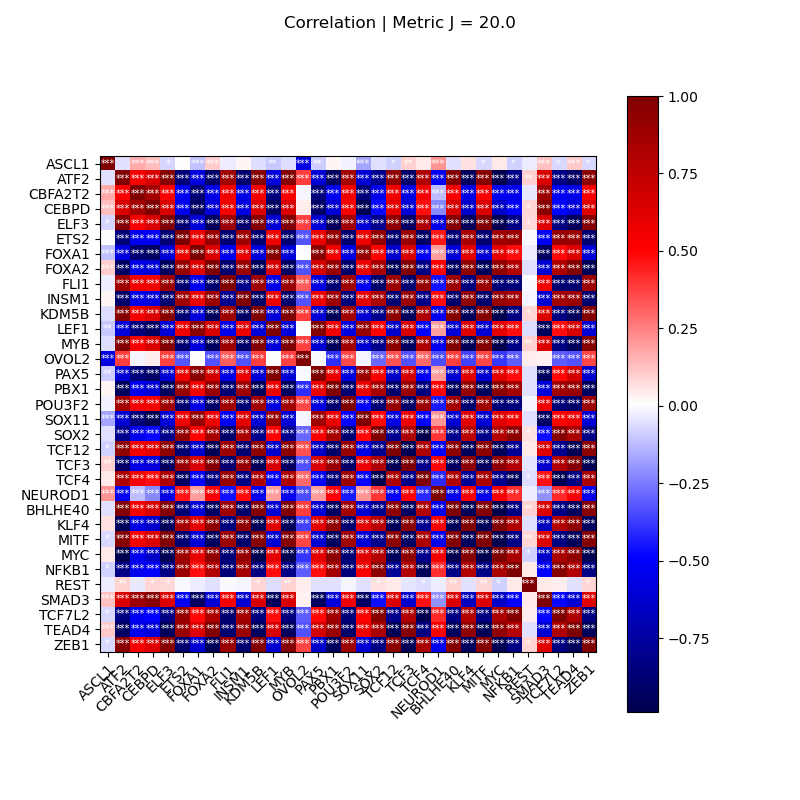 Correlation | Metric J = 20.0
ASCL1
ATF2
CBFA2T2
CEBPD
ELF3
ETS2
FOXA1
FOXA2
FLI1
INSM1
KDM5B
LEF1
MYB
OVOL2
PAX5
PBX1
POU3F2
SOX11
SOX2
TCF12
TCF3
TCF4
NEUROD1
BHLHE40
KLF4
MITF
MYC
NFKB1
REST
SMAD3
TCF7L2
TEAD4
ZEB1
ASCL1
ATF2
CBFA2T2
CEBPD
ELF3
ETS2
FOXA1
FOXA2
FLI1
INSM1
KDM5B
LEF1
MYB
OVOL2
PAX5
PBX1
POU3F2
SOX11
SOX2
TCF12
TCF3
TCF4
NEUROD1
BHLHE40
KLF4
MITF
MYC
NFKB1
REST
SMAD3
TCF7L2
TEAD4
ZEB1
1.00
0.75
0.50
0.25
0.00
−0.25
−0.50
−0.75